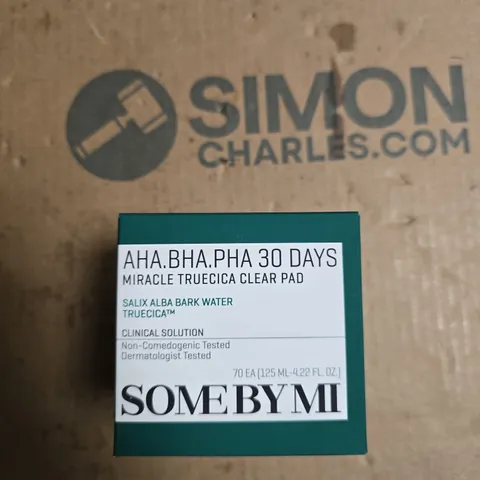 SIMON
CHARLES.COM
AHA.BHA.PHA 30 DAYS
MIRACLE TRUECICA CLEAR PAD
SALIX ALBA BARK WATER
TRUECICA™
CLINICAL SOLUTION
Non-Comedogenic Tested
Dermatologist Tested
70 EA (125 ML-4.22 FL. OZ.)
SOME BY MI